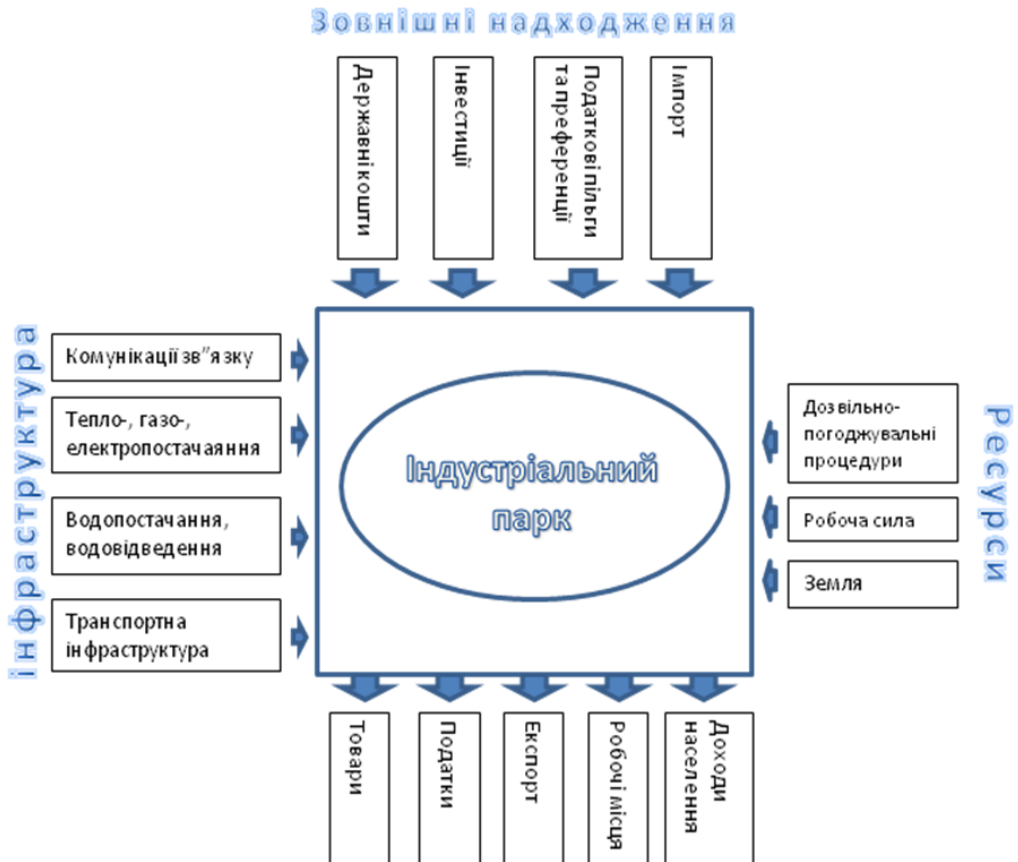 Зовнішні надходження
Державні кошти
Інвестиції
Податкові пільги
та преференції
Імпорт
інфраструктура
Комунікації зв"язку
Тепло-, газо-,
електропостачаяння
Водопостачання,
водовідведення
Транспортна
інфраструктура
Індустріальний
парк
Дозвільно-
погоджувальні
процедури
Робоча сила
Земля
Ресурси
Товари
Податки
Експорт
Робочі місця
Доходи
населення